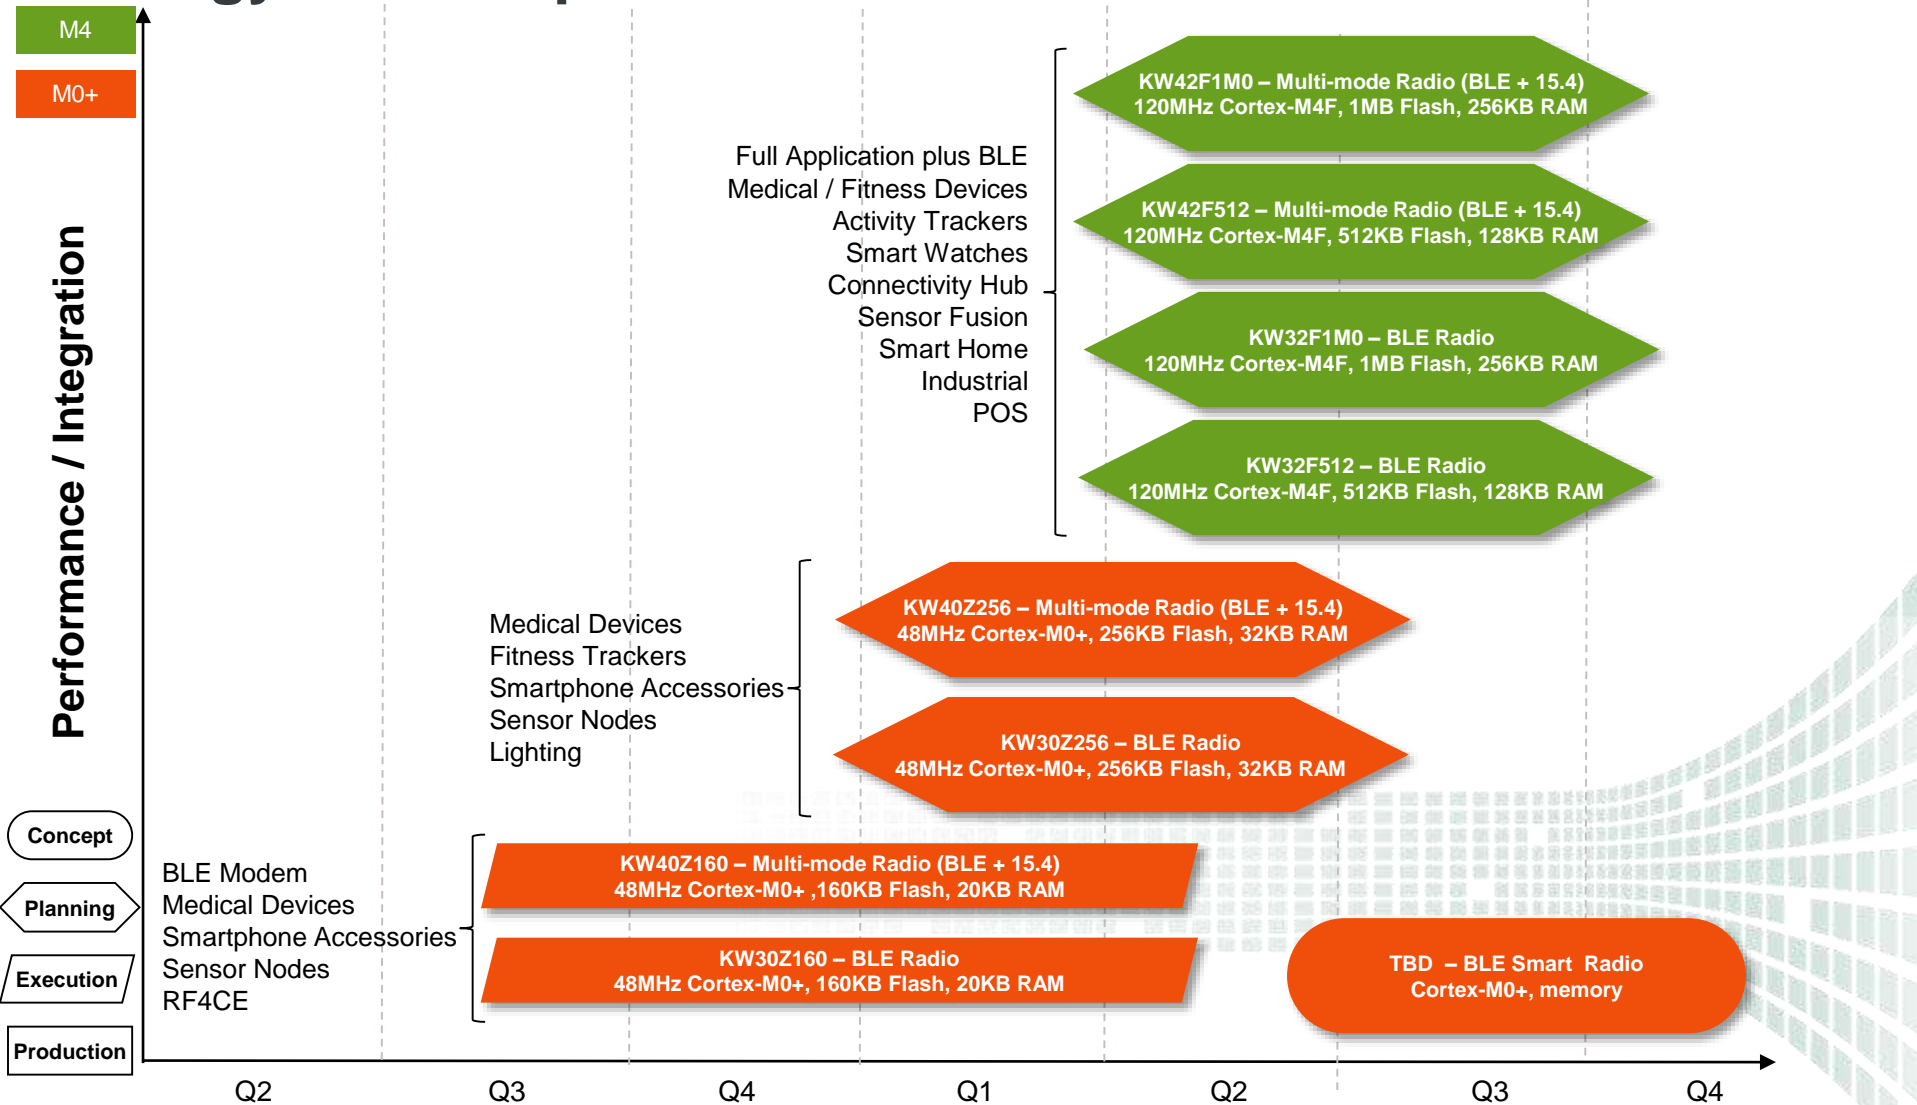 M4
M0+
Performance / Integration
KW42F1M0 – Multi-mode Radio (BLE + 15.4)
120MHz Cortex-M4F, 1MB Flash, 256KB RAM
KW42F512 – Multi-mode Radio (BLE + 15.4)
120MHz Cortex-M4F, 512KB Flash, 128KB RAM
KW32F1M0 – BLE Radio
120MHz Cortex-M4F, 1MB Flash, 256KB RAM
KW32F512 – BLE Radio
120MHz Cortex-M4F, 512KB Flash, 128KB RAM
Full Application plus BLE
Medical / Fitness Devices
Activity Trackers
Smart Watches
Connectivity Hub
Sensor Fusion
Smart Home
Industrial
POS
KW40Z256 – Multi-mode Radio (BLE + 15.4)
48MHz Cortex-M0+, 256KB Flash, 32KB RAM
KW30Z256 – BLE Radio
48MHz Cortex-M0+, 256KB Flash, 32KB RAM
Medical Devices
Fitness Trackers
Smartphone Accessories
Sensor Nodes
Lighting
Concept
Planning
Execution
Production
BLE Modem
Medical Devices
Smartphone Accessories
Sensor Nodes
RF4CE
KW40Z160 – Multi-mode Radio (BLE + 15.4)
48MHz Cortex-M0+ ,160KB Flash, 20KB RAM
KW30Z160 – BLE Radio
48MHz Cortex-M0+, 160KB Flash, 20KB RAM
TBD – BLE Smart Radio
Cortex-M0+, memory
Q2 Q3 Q4 Q1 Q2 Q3 Q4